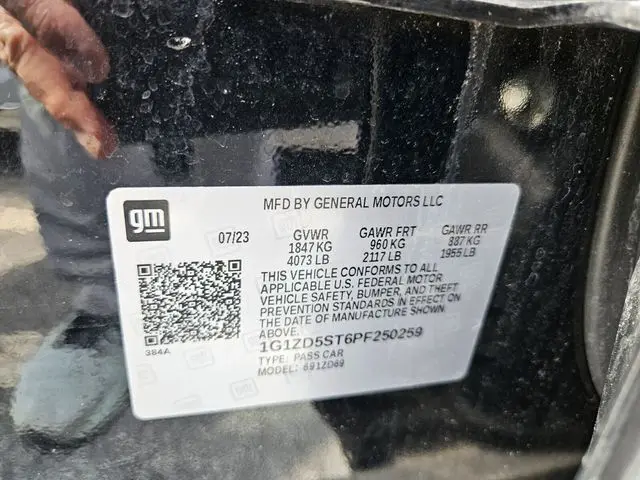 MFD BY GENERAL MOTORS LLC
gm
07/23 GVWR GAWR FRT GAWR RR
1847 KG 960 KG 887 KG
4073 LB 2117 LB 1955 LB
THIS VEHICLE CONFORMS TO ALL
APPLICABLE U.S. FEDERAL MOTOR
VEHICLE SAFETY, BUMPER, AND THEFT
PREVENTION STANDARDS IN EFFECT ON
THE DATE OF MANUFACTURE SHOWN
ABOVE.
384A
1G1ZD5ST6PF250259
TYPE: PASS CAR
MODEL: 691ZD69